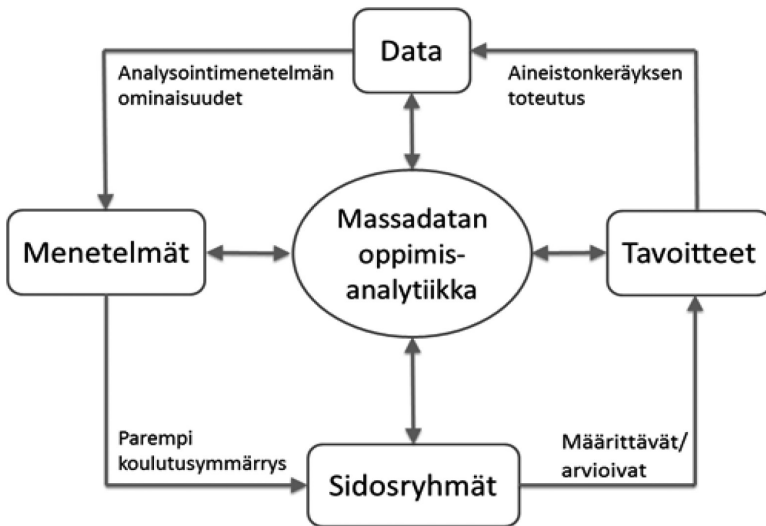 Data
Analysointimenetelmän
ominaisuudet
Aineistonkeräyksen
toteutus
Menetelmät
Massadatan
oppimis-
analytiikka
Tavoitteet
Parempi
koulutusymmärrys
Sidosryhmät
Määrittävät/
arvioivat